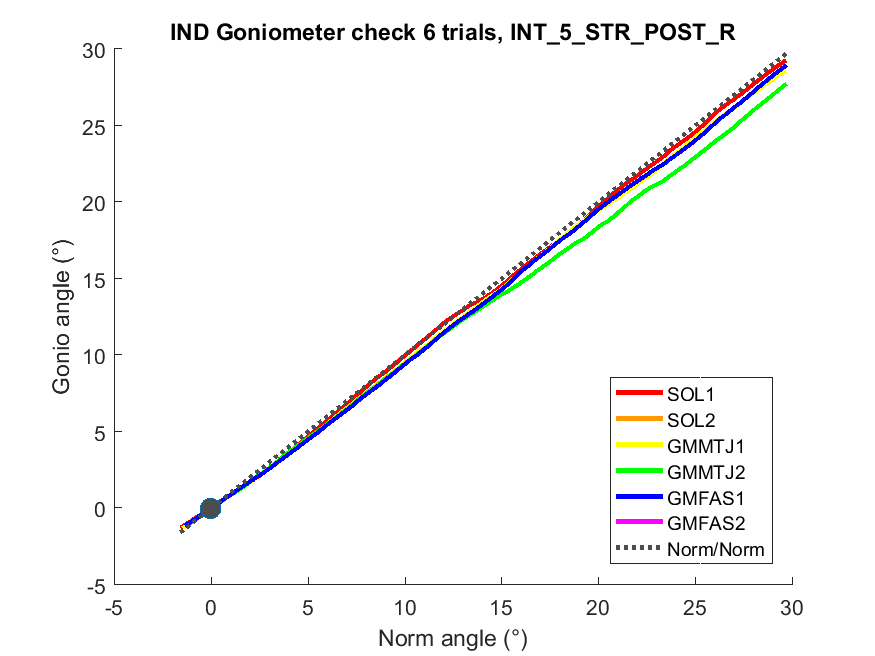 IND Goniometer check 6 trials, INT_5_STR_POST_R
30
25
20
15
10
5
0
-5
Gonio angle (°)
SOL1
SOL2
GMMTJ1
GMMTJ2
GMFAS1
GMFAS2
Norm/Norm
-5 0 5 10 15 20 25 30
Norm angle (°)